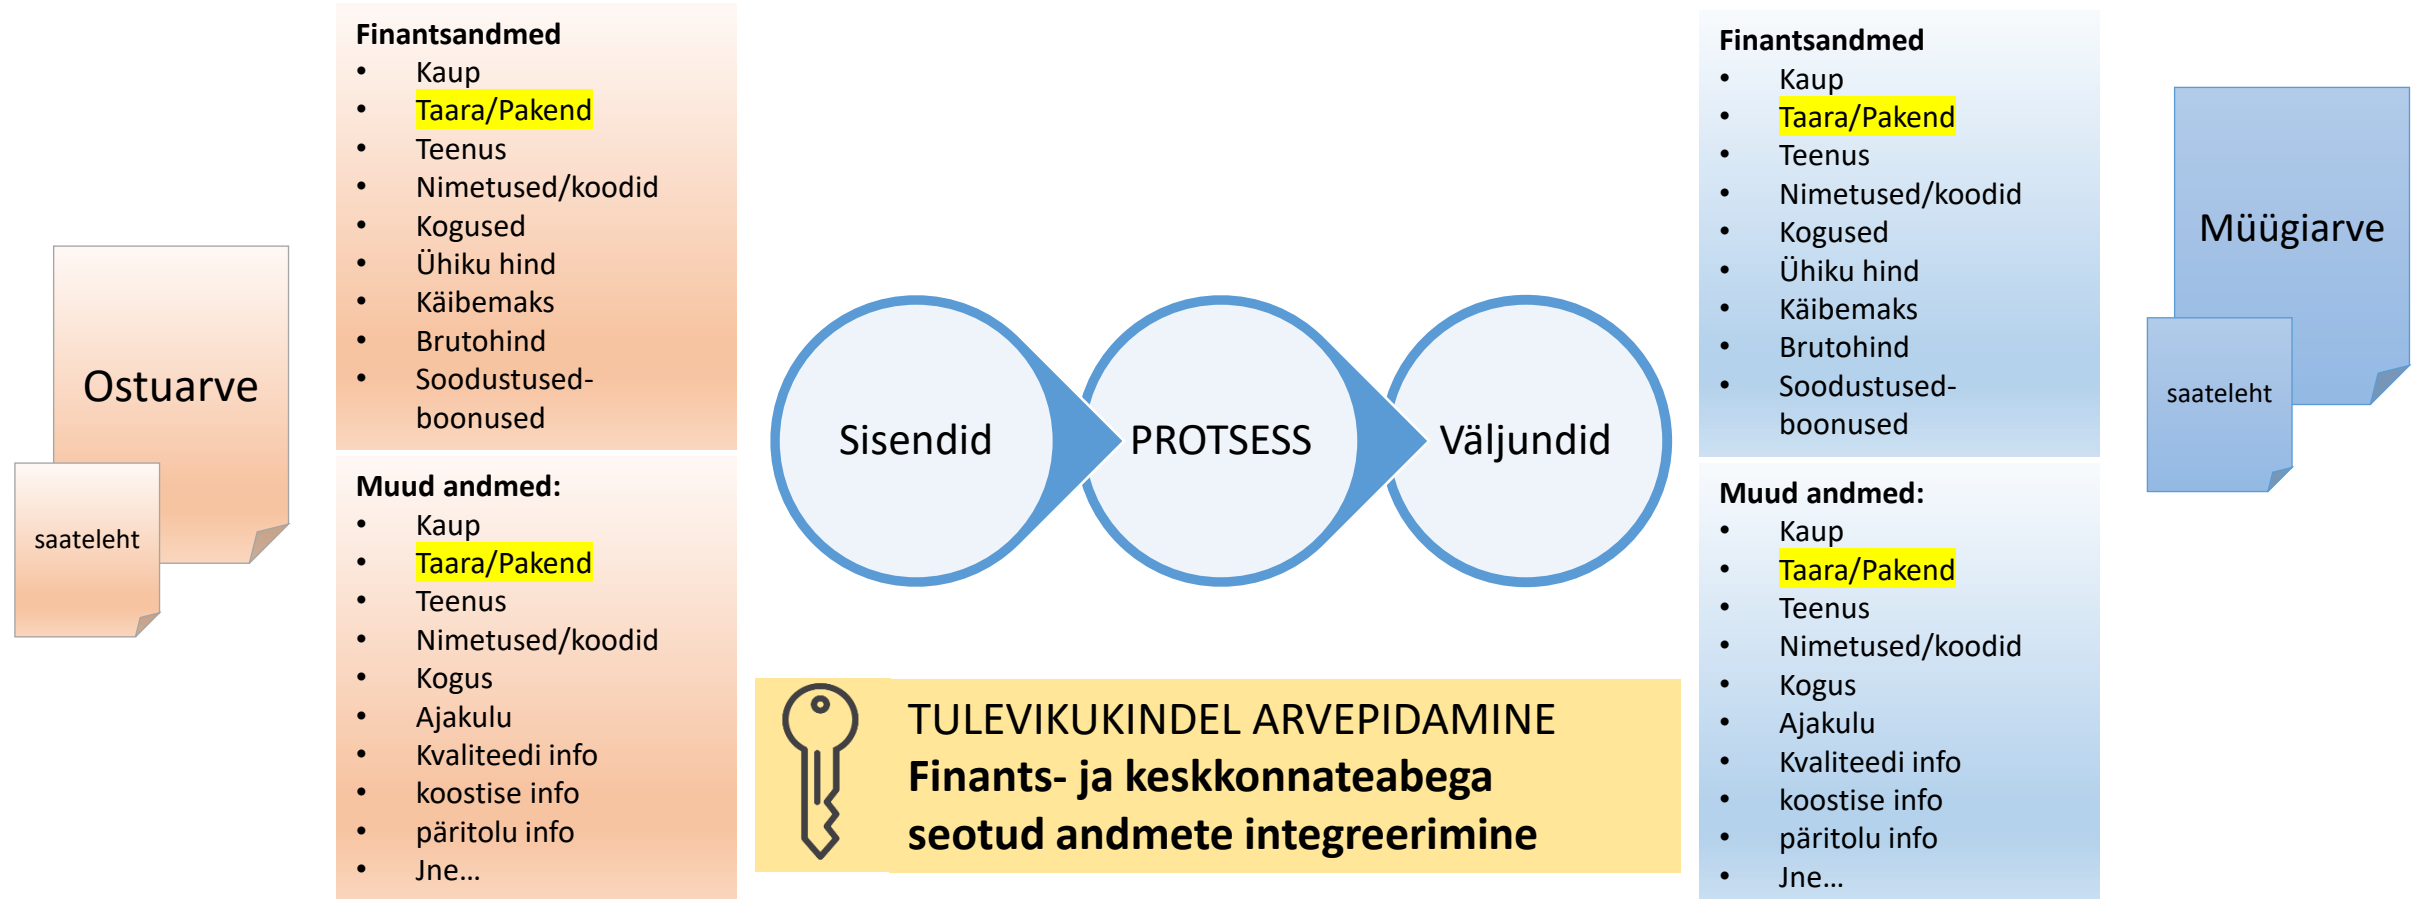 Ostuarve
saateleht
Finantsandmed
• Kaup
• Taara/Pakend
• Teenus
• Nimetused/koodid
• Kogused
• Ühiku hind
• Käibemaks
• Brutohind
• Soodustused-
boonused
Muud andmed:
• Kaup
• Taara/Pakend
• Teenus
• Nimetused/koodid
• Kogus
• Ajakulu
• Kvaliteedi info
• koostise info
• päritolu info
• Jne…
Sisendid
PROTSESS
Väljundid
TULEVIKUKINDEL ARVEPIDAMINE
Finants- ja keskkonnateabega
seotud andmete integreerimine
Finantsandmed
• Kaup
• Taara/Pakend
• Teenus
• Nimetused/koodid
• Kogused
• Ühiku hind
• Käibemaks
• Brutohind
• Soodustused-
boonused
Muud andmed:
• Kaup
• Taara/Pakend
• Teenus
• Nimetused/koodid
• Kogus
• Ajakulu
• Kvaliteedi info
• koostise info
• päritolu info
• Jne…
Müügiarve
saateleht